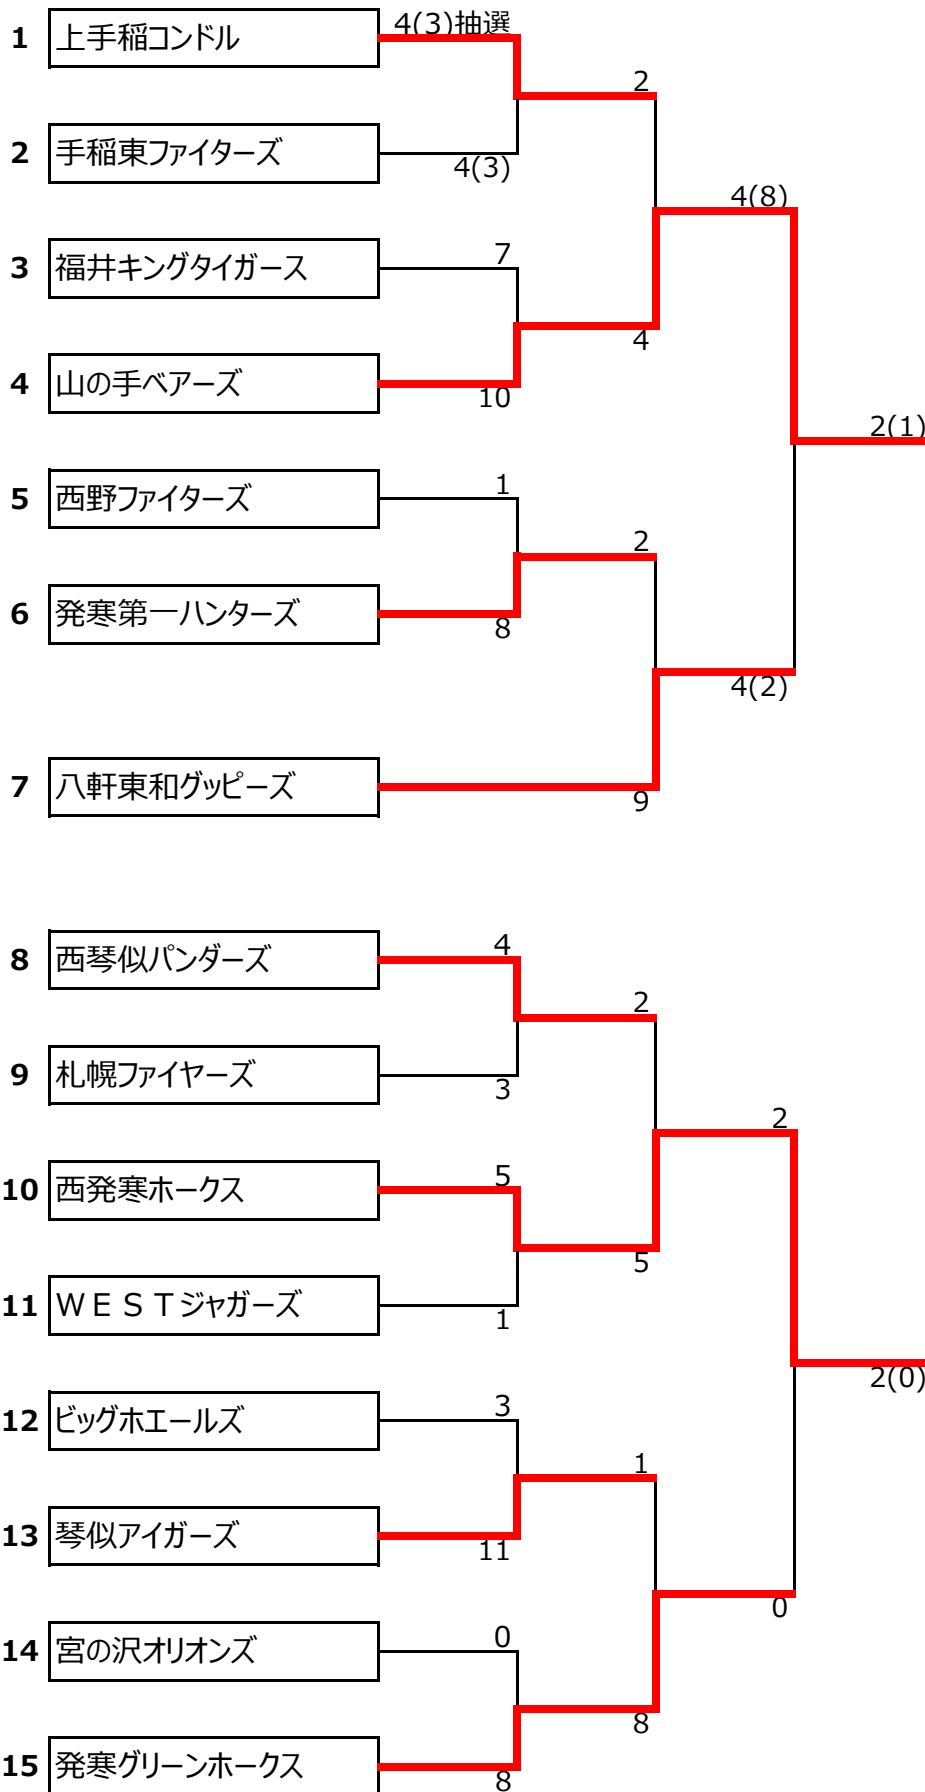 4(3)抽選
1 上手稲コンドル
2
2 手稲東ファイターズ
4(3)
4(8)
3 福井キングタイガース
7
4
4 山の手ベアーズ
10
2(1)
5 西野ファイターズ
1
2
6 発寒第一ハンターズ
8
4(2)
7 八軒東和グッピーズ
9
8 西琴似パンダーズ
4
2
9 札幌ファイヤーズ
3
2
10 西発寒ホークス
5
5
11 ＷＥＳＴジャガーズ
1
2(0)
12 ビッグホエールズ
3
1
13 琴似アイガーズ
11
0
14 宮の沢オリオンズ
0
8
15 発寒グリーンホークス
8